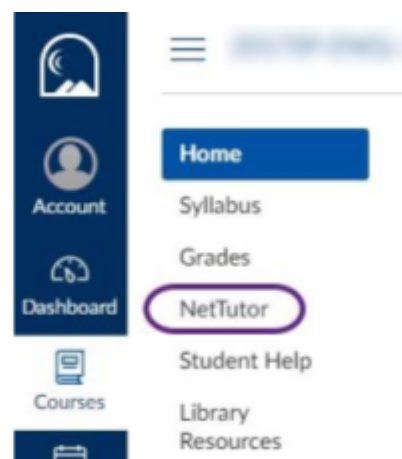 Home
Account
Syllabus
Grades
Dashboard
NetTutor
Student Help
Courses
Library
Resources